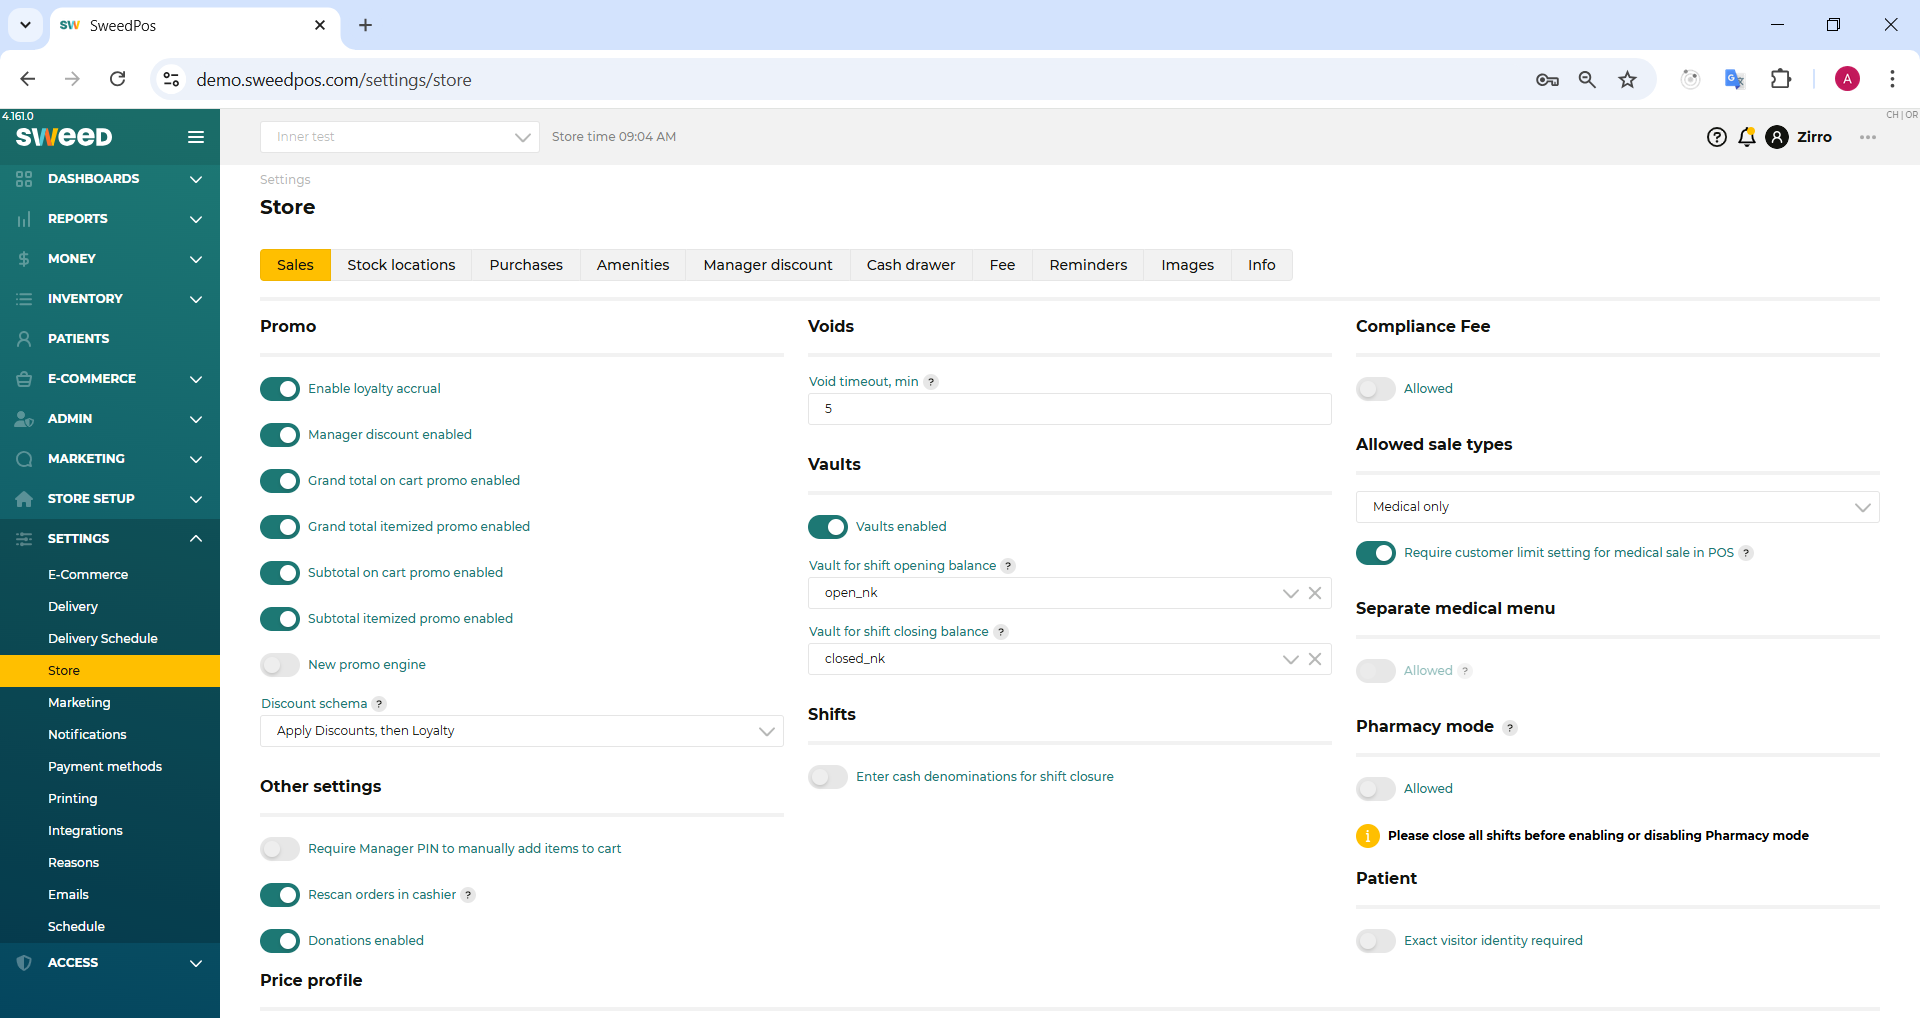 SweedPos
demo.sweedpos.com/settings/store
A
4.161.0
SWEED
Inner test
Store time 09:04 AM
Zirro
CH | OR
DASHBOARDS
REPORTS
MONEY
INVENTORY
PATIENTS
E-COMMERCE
ADMIN
MARKETING
STORE SETUP
SETTINGS
E-Commerce
Delivery
Delivery Schedule
Store
Marketing
Notifications
Payment methods
Printing
Integrations
Reasons
Emails
Schedule
ACCESS
Settings
Store
Sales
Stock locations
Purchases
Amenities
Manager discount
Cash drawer
Fee
Reminders
Images
Info
Promo
Enable loyalty accrual
Manager discount enabled
Grand total on cart promo enabled
Grand total itemized promo enabled
Subtotal on cart promo enabled
Subtotal itemized promo enabled
New promo engine
Discount schema ?
Apply Discounts, then Loyalty
Other settings
Require Manager PIN to manually add items to cart
Rescan orders in cashier ?
Donations enabled
Price profile
Voids
Void timeout, min ?
5
Vaults
Vaults enabled
Vault for shift opening balance ?
open_nk
Vault for shift closing balance ?
closed_nk
Shifts
Enter cash denominations for shift closure
Compliance Fee
Allowed
Allowed sale types
Medical only
Require customer limit setting for medical sale in POS ?
Separate medical menu
Allowed ?
Pharmacy mode ?
Allowed
Please close all shifts before enabling or disabling Pharmacy mode
Patient
Exact visitor identity required